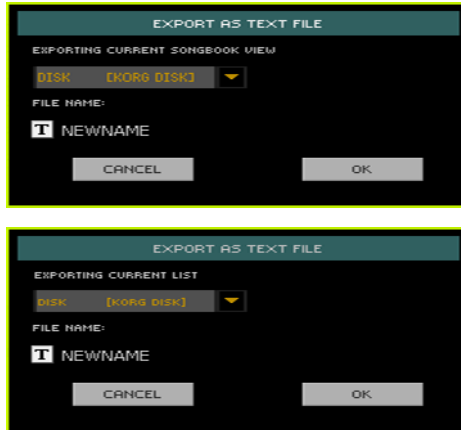 EXPORT AS TEXT FILE
EXPORTING CURRENT SONGBOOK VIEW
DISK [KORG DISK]
FILE NAME:
T NEWNAME
CANCEL OK
EXPORT AS TEXT FILE
EXPORTING CURRENT LIST
DISK [KORG DISK]
FILE NAME:
T NEWNAME
CANCEL OK